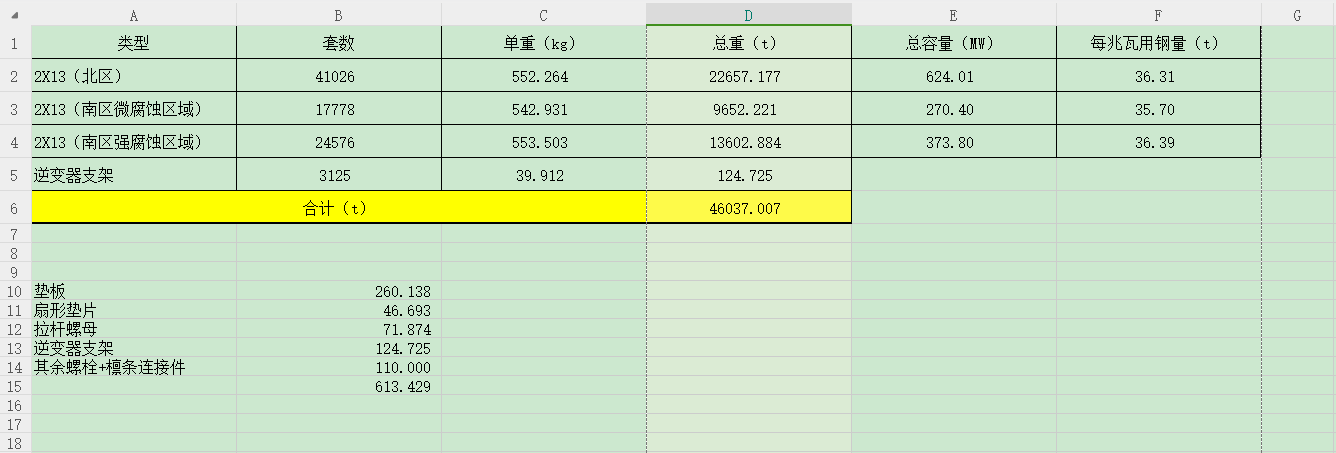 A B C D E F G
1 类型 套数 单重（kg） 总重（t） 总容量（MW） 每兆瓦用钢量（t）
2 2X13（北区） 41026 552.264 22657.177 624.01 36.31
3 2X13（南区微腐蚀区域） 17778 542.931 9652.221 270.40 35.70
4 2X13（南区强腐蚀区域） 24576 553.503 13602.884 373.80 36.39
5 逆变器支架 3125 39.912 124.725
6 合计（t） 46037.007
7
8
9
10 垫板 260.138
11 扇形垫片 46.693
12 拉杆螺母 71.874
13 逆变器支架 124.725
14 其余螺栓+檩条连接件 110.000
15 613.429
16
17
18